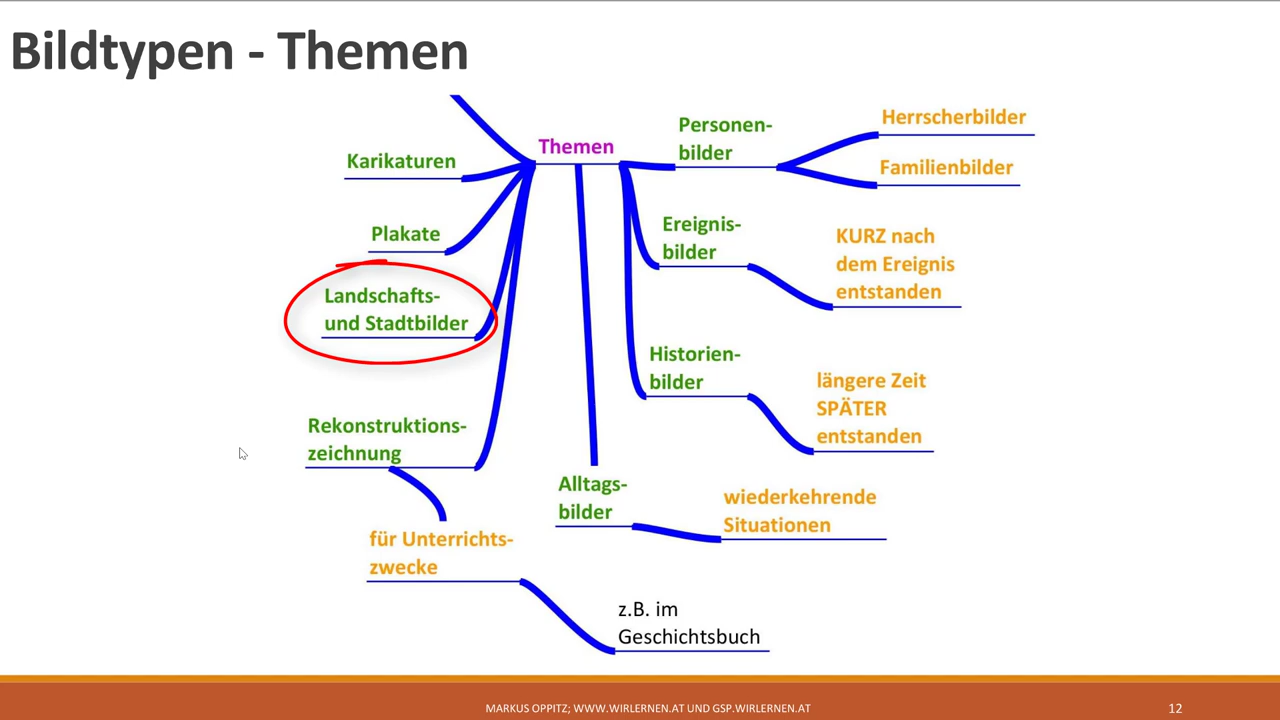 Bildtypen - Themen
Themen
Personen-
bilder
Herrscherbilder
Familienbilder
Ereignis-
bilder
KURZ nach
dem Ereignis
entstanden
Historien-
bilder
längere Zeit
SPÄTER
entstanden
Alltags-
bilder
wiederkehrende
Situationen
Karikaturen
Plakate
Landschafts-
und Stadtbilder
Rekonstruktions-
zeichnung
für Unterrichts-
zwecke
z.B. im
Geschichtsbuch
MARKUS OPPITZ; WWW.WIRLERNEN.AT UND GSP.WIRLERNEN.AT
12